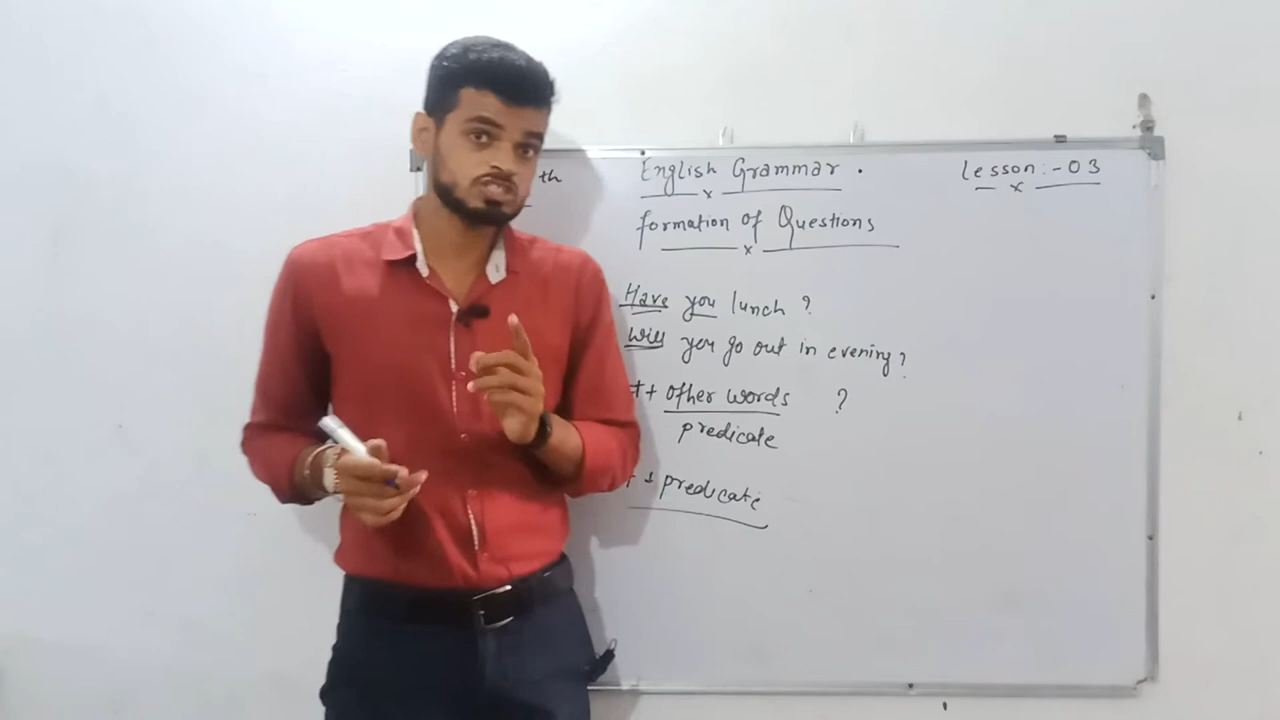 th
English Grammar .
Lesson:-03
formation of Questions
Have you lunch ?
Will you go out in evening?
+ other words ?
predicate
predicate